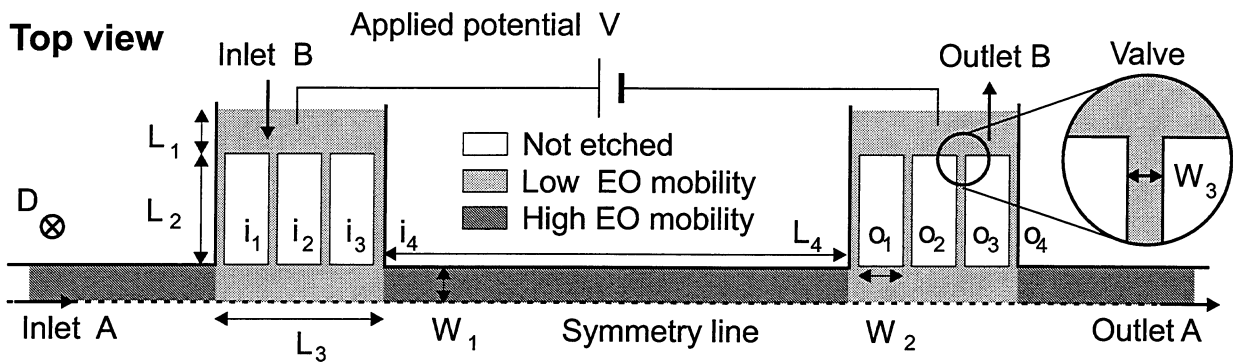 Top view
Applied potential V
Inlet B
Outlet B
Valve
L1
Not etched
Low EO mobility
High EO mobility
W3
D
L2
i1 i2 i3 i4
L4
o1 o2 o3 o4
Inlet A
L3
W1
Symmetry line
W2
Outlet A